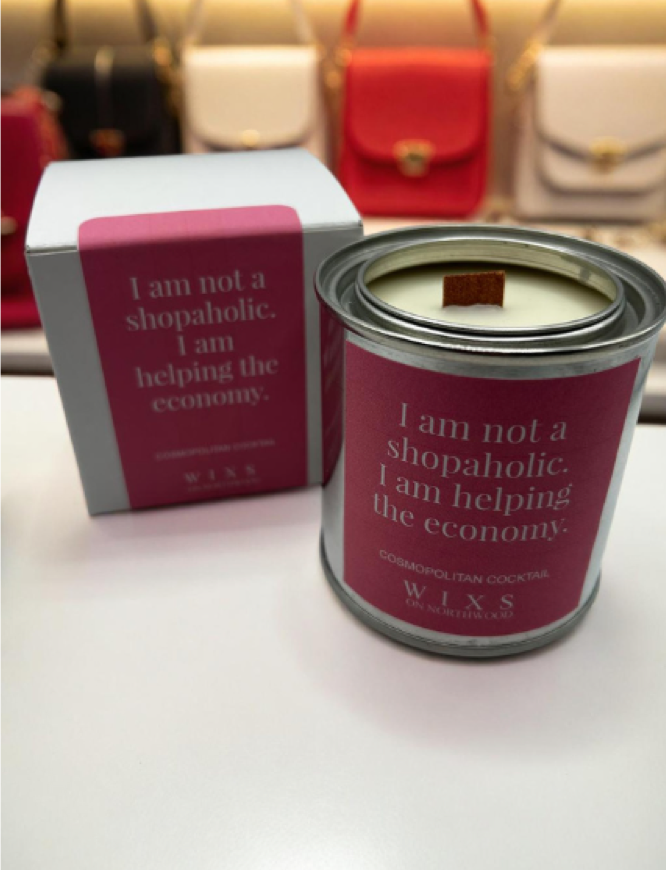 I am not a
shopaholic.
I am
helping the
economy.
COSMOPOLITAN COCKTAIL
WIXS
I am not a
shopaholic.
I am helping
the economy.
COSMOPOLITAN COCKTAIL
WIXS
ON NORTHWOOD